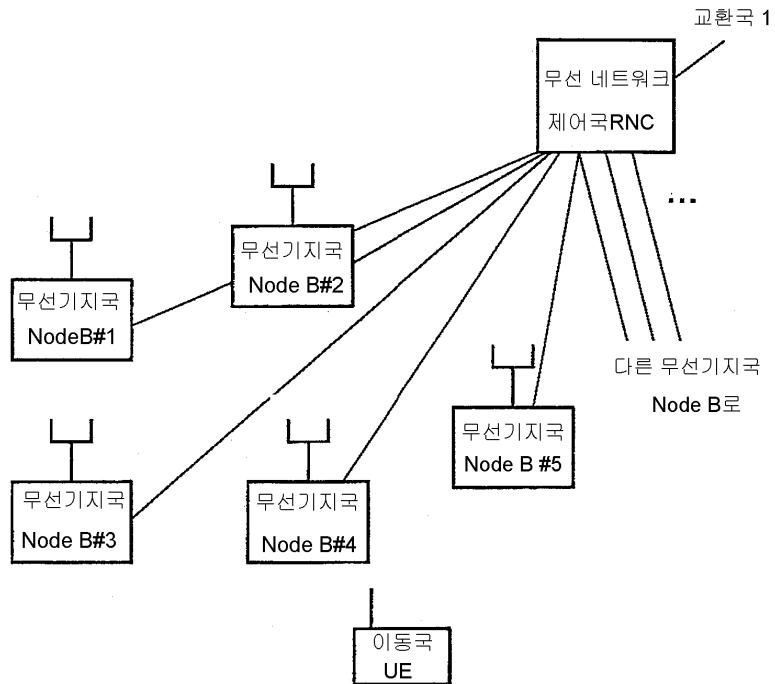 교환국 1
무선 네트워크
제어국RNC
...
무선기지국
Node B#2
무선기지국
NodeB#1
다른 무선기지국
Node B로
무선기지국
Node B #5
무선기지국
Node B#3
무선기지국
Node B#4
이동국
UE